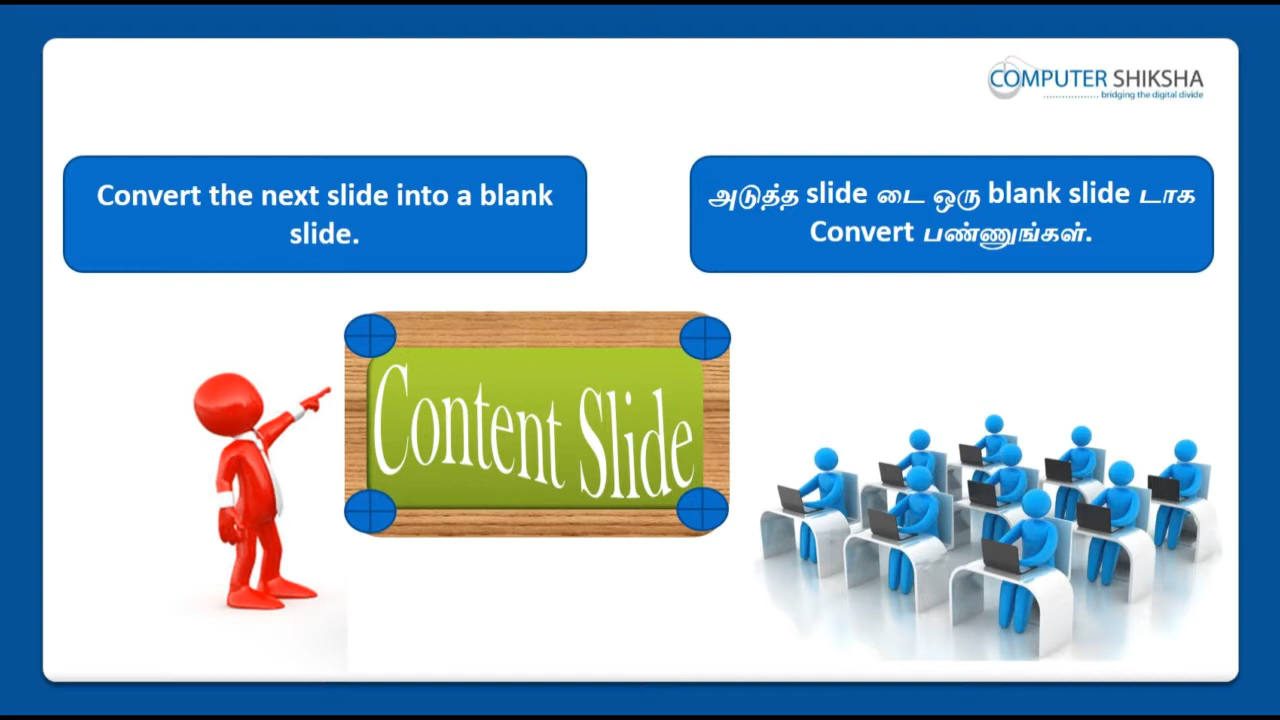 COMPUTER SHIKSHA
bridging the digital divide
Convert the next slide into a blank
slide.
அடுத்த slide டை ஒரு blank slide டாக
Convert பண்ணுங்கள்.
Content Slide